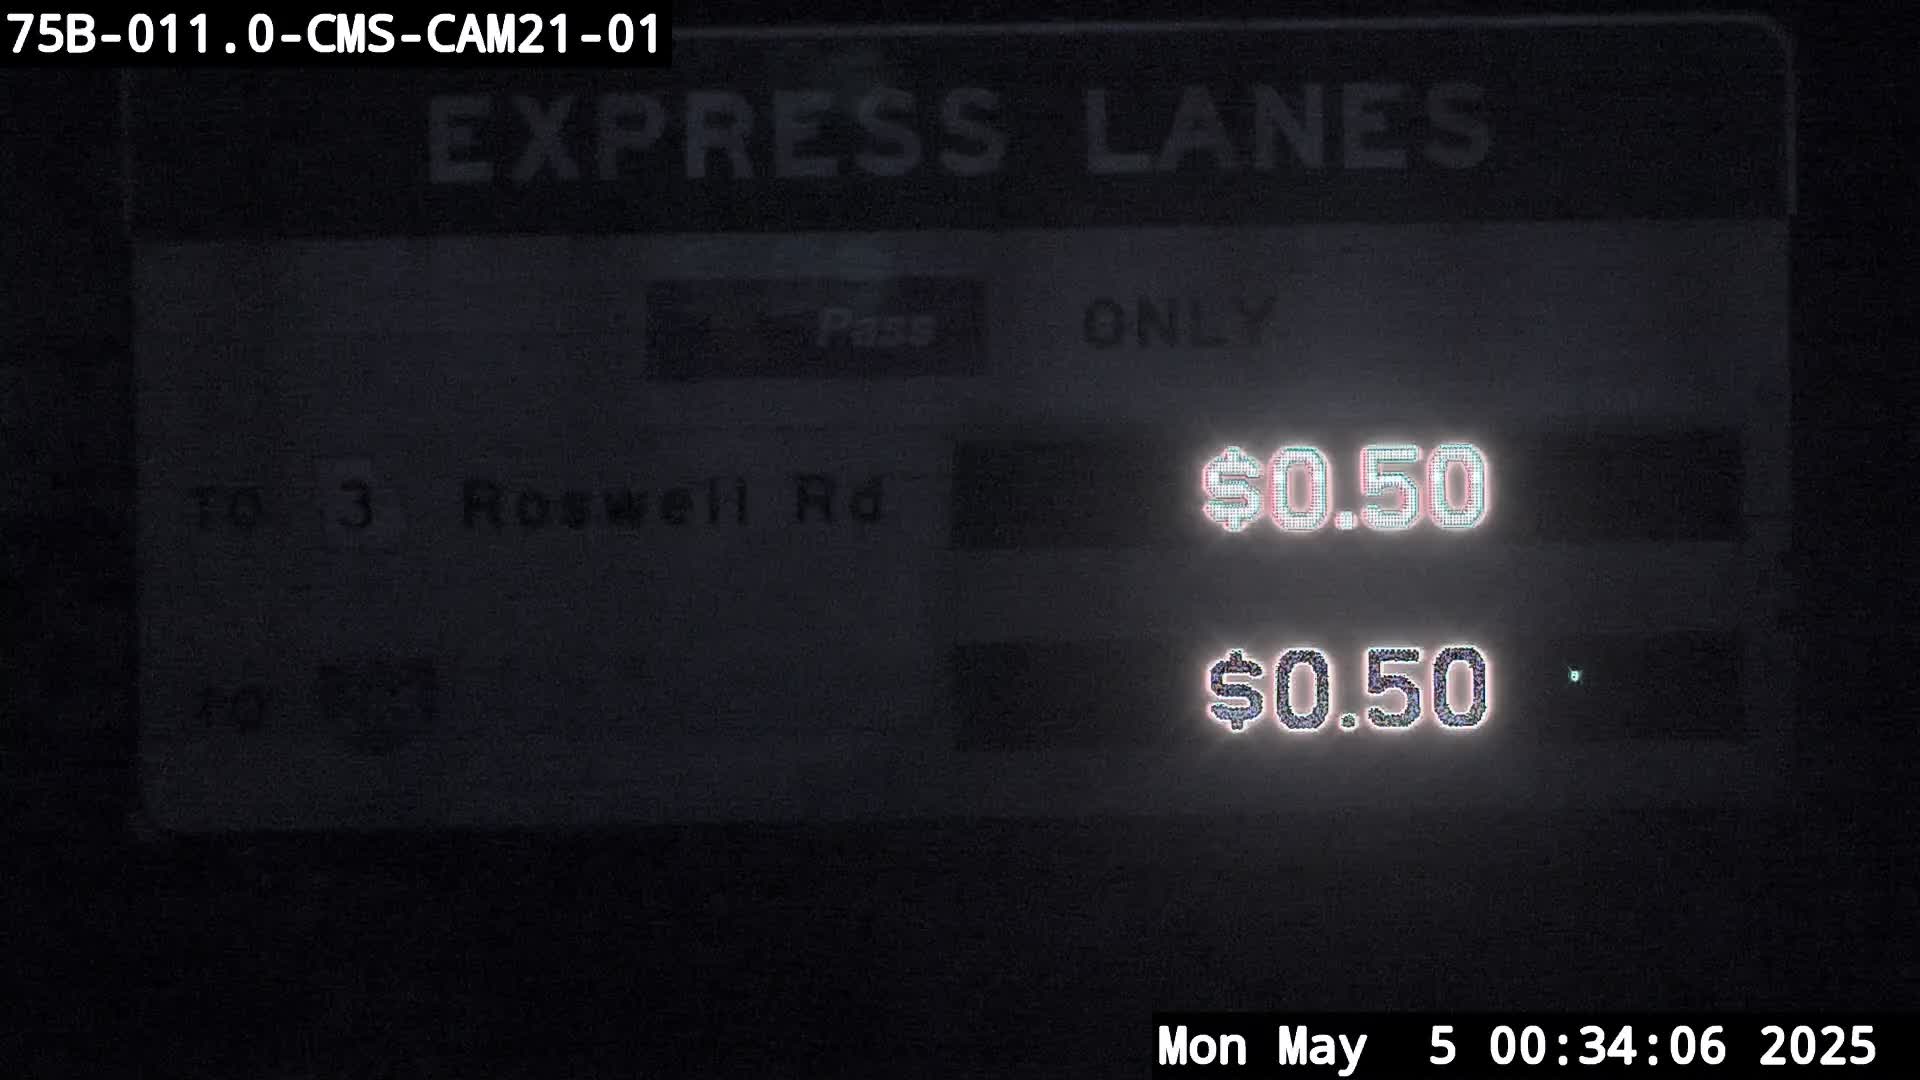 75B-011.0-CMS-CAM21-01
EXPRESS LANES
Pass ONLY
TO 3 Roswell Rd $0.50
TO $0.50
Mon May 5 00:34:06 2025